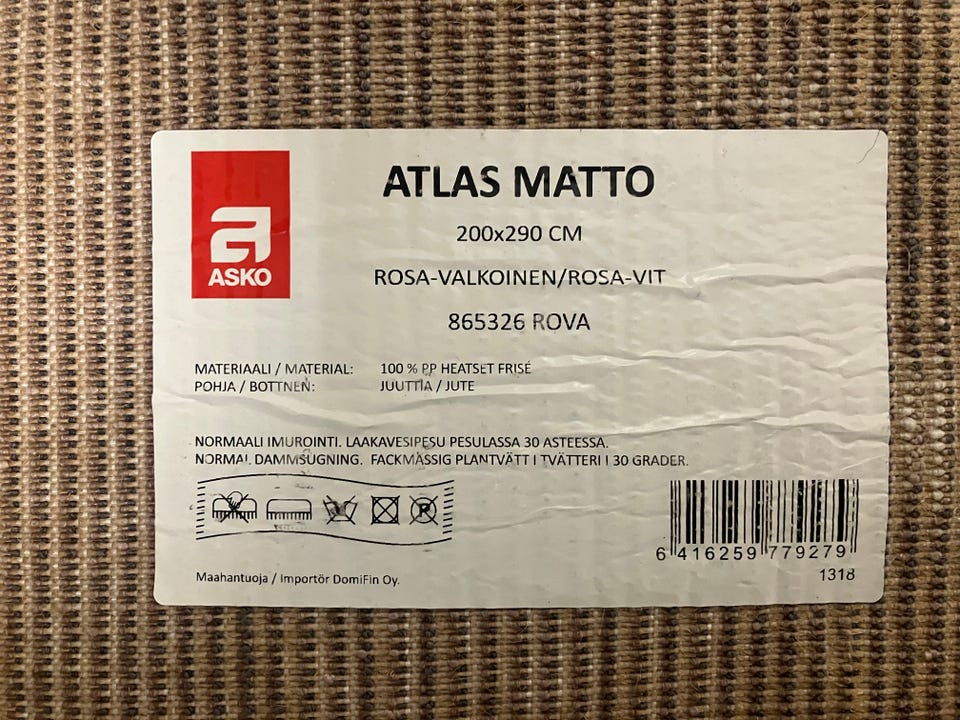 ASKO
ATLAS MATTO
200x290 CM
ROSA-VALKOINEN/ROSA-VIT
865326 ROVA
MATERIAALI / MATERIAL: 100 % PP HEATSET FRISÉ
POHJA / BOTTNEN: JUUTTIA / JUTE
NORMAALI IMUROINTI. LAAKAVESIPESU PESULASSA 30 ASTEESSA.
NORMAL DAMMSUGNING. FACKMÄSSIG PLANTVÄTT I TVÄTTERI I 30 GRADER.
P
6 416259 779279
1318
Maahantuoja / Importör DomiFin Oy.